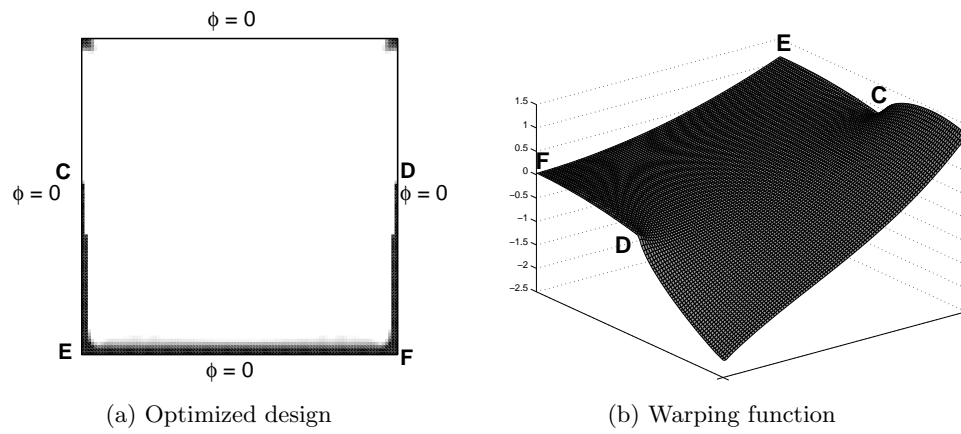 ϕ = 0
C
D
ϕ = 0
ϕ = 0
E
F
ϕ = 0
(a) Optimized design
E
C
1.5
1
0.5
F
0
−0.5
−1
D
−1.5
−2
−2.5
(b) Warping function